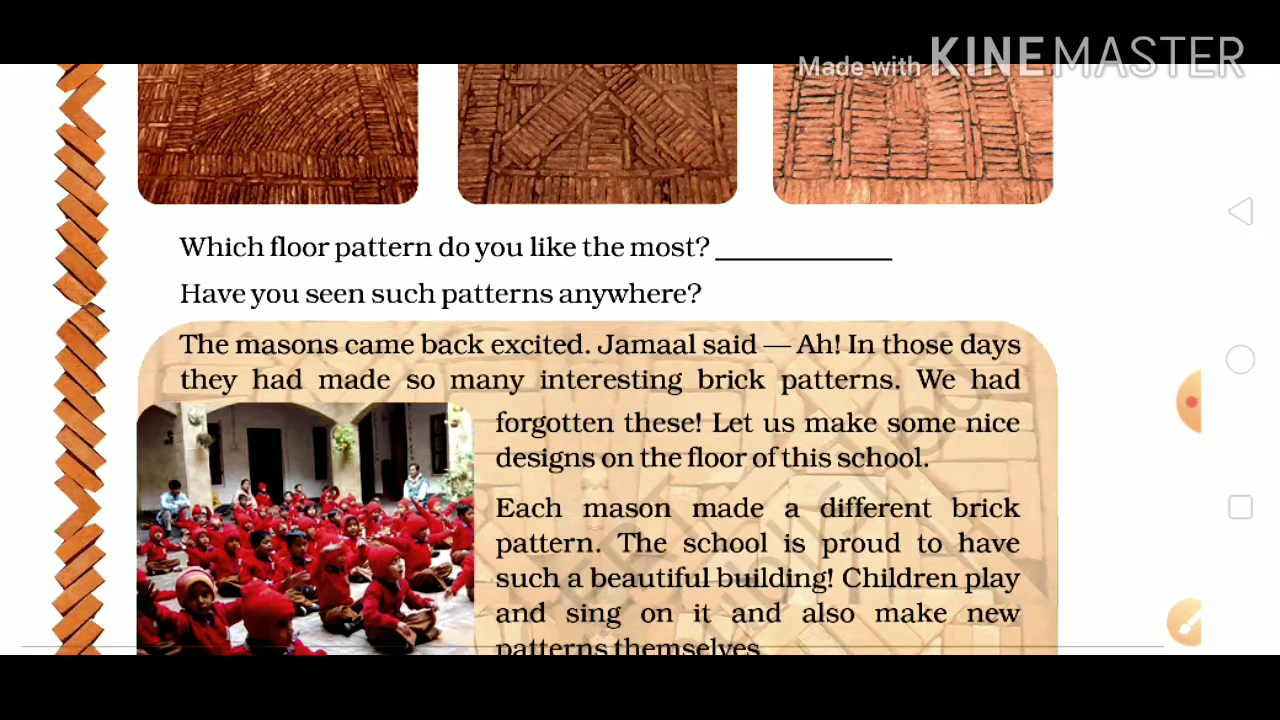 Made with KINEMASTER
Which floor pattern do you like the most? ____________
Have you seen such patterns anywhere?
The masons came back excited. Jamaal said — Ah! In those days
they had made so many interesting brick patterns. We had
forgotten these! Let us make some nice
designs on the floor of this school.
Each mason made a different brick
pattern. The school is proud to have
such a beautiful building! Children play
and sing on it and also make new
patterns themselves.